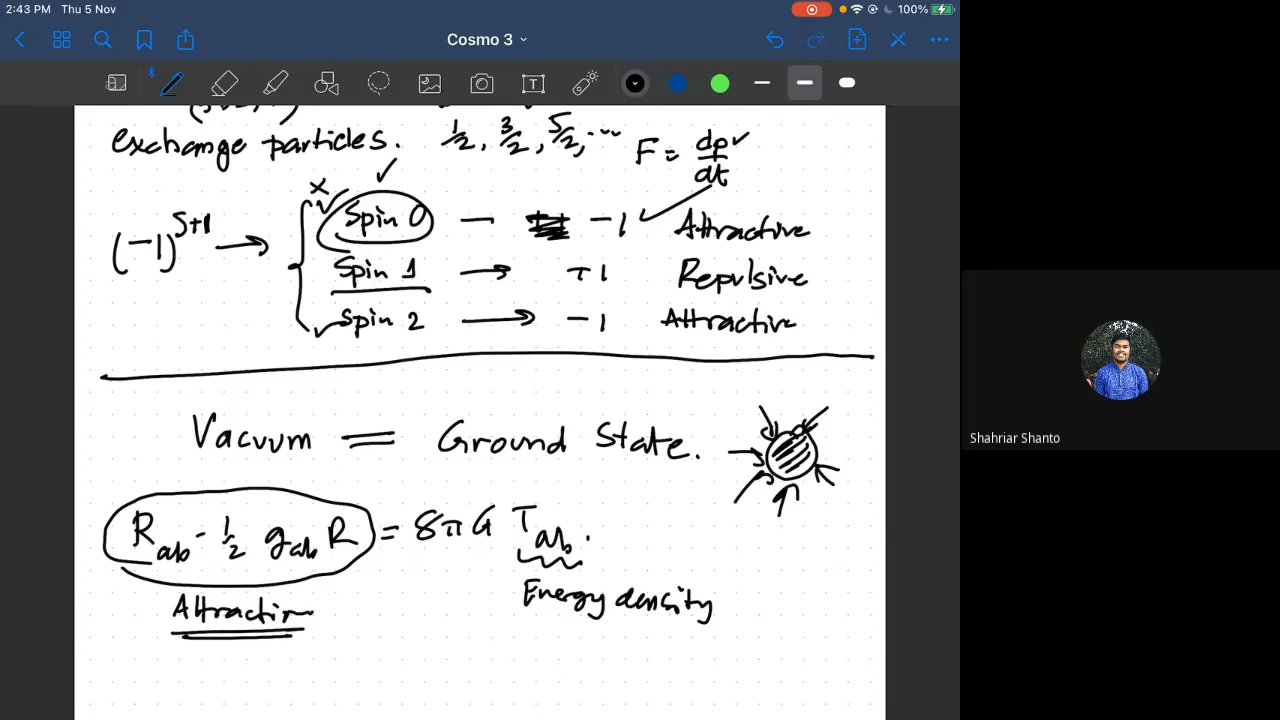 2:43 PM Thu 5 Nov
100%
Cosmo 3
exchange particles. 1/2, 3/2, 5/2, ...
F = dp/dt
(-1)^{S+1} →
x
Spin 0 — -1 Attractive
Spin 1 → +1 Repulsive
Spin 2 → -1 Attractive
Vacuum = Ground State.
R_ab - 1/2 g_ab R = 8πG T_ab.
Energy density
Attraction
Shahriar Shanto